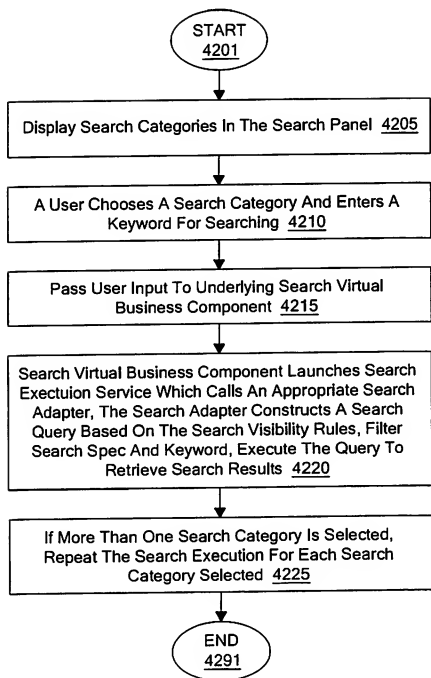 START
4201
Display Search Categories In The Search Panel 4205
A User Chooses A Search Category And Enters A
Keyword For Searching 4210
Pass User Input To Underlying Search Virtual
Business Component 4215
Search Virtual Business Component Launches Search
Exectuion Service Which Calls An Appropriate Search
Adapter, The Search Adapter Constructs A Search
Query Based On The Search Visibility Rules, Filter
Search Spec And Keyword, Execute The Query To
Retrieve Search Results 4220
If More Than One Search Category Is Selected,
Repeat The Search Execution For Each Search
Category Selected 4225
END
4291